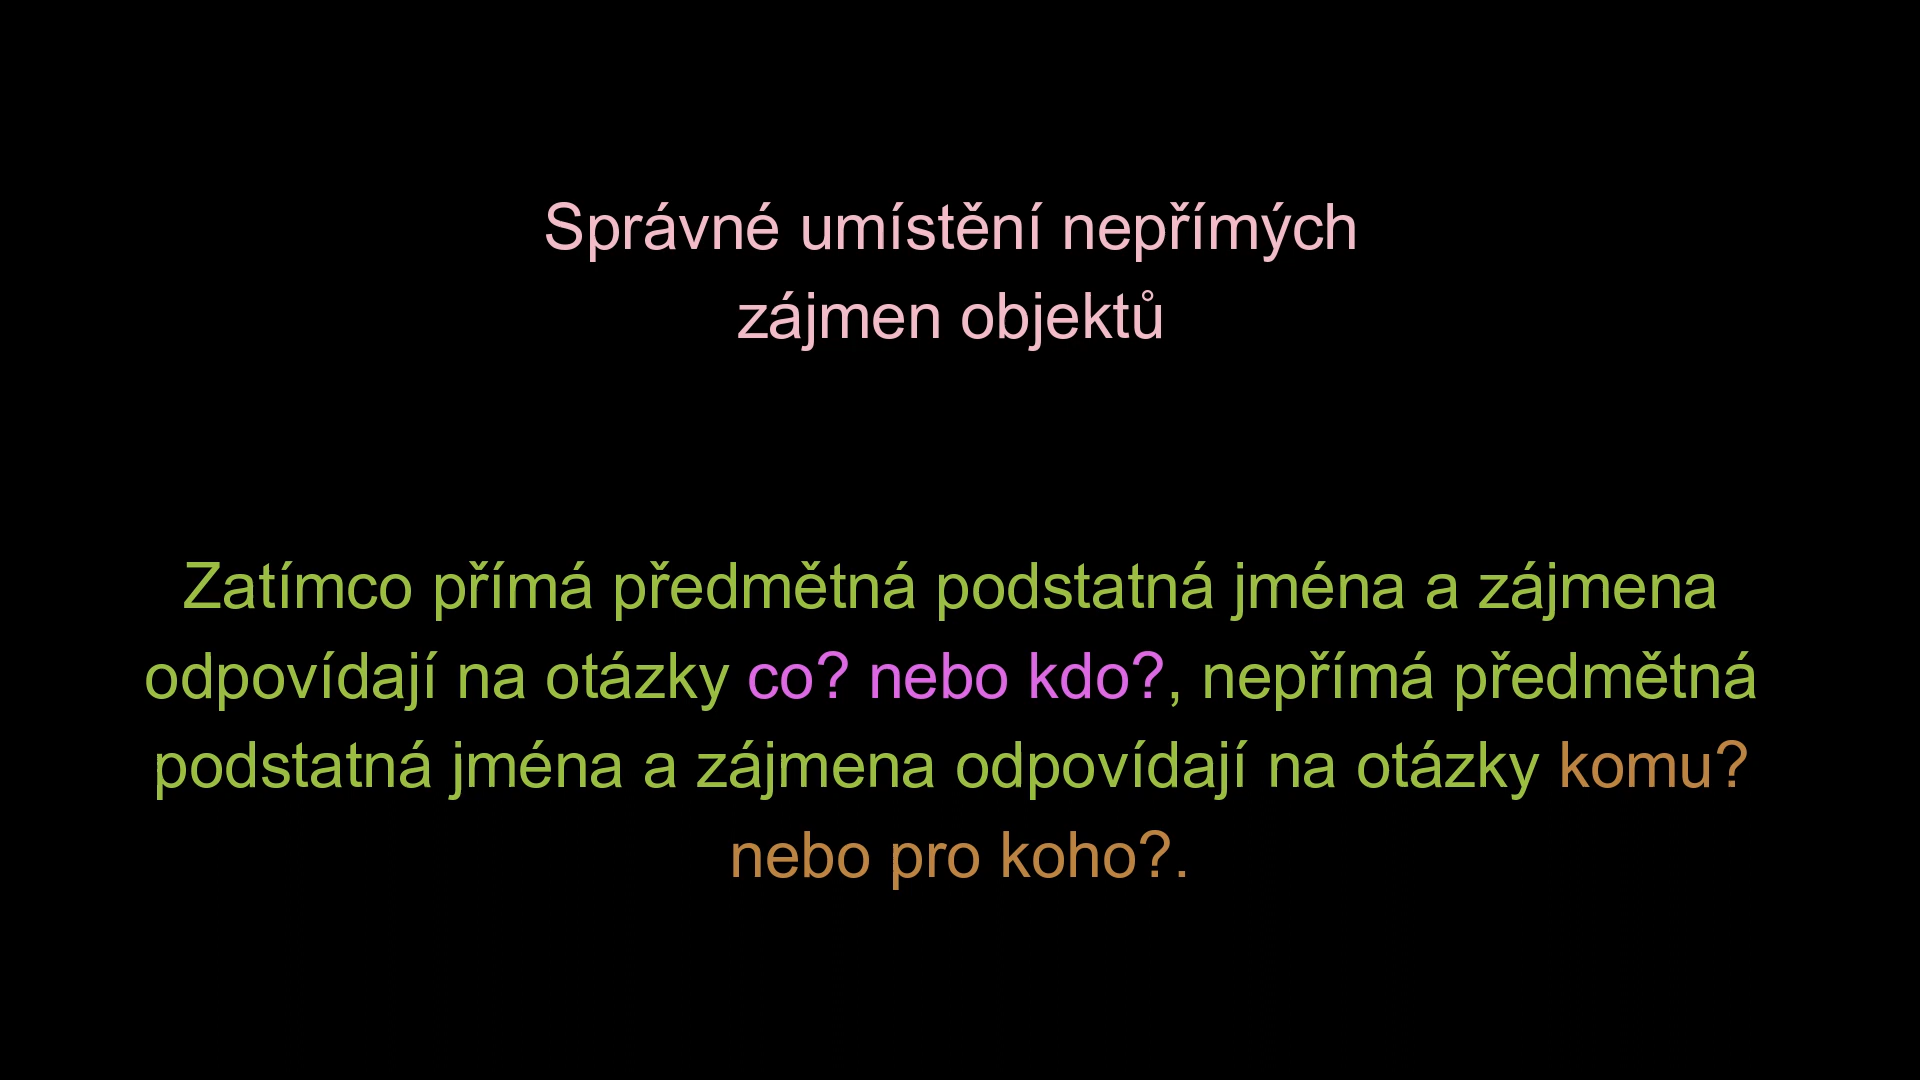 Správné umístění nepřímých
zájmen objektů
Zatímco přímá předmětná podstatná jména a zájmena
odpovídají na otázky co? nebo kdo?, nepřímá předmětná
podstatná jména a zájmena odpovídají na otázky komu?
nebo pro koho?.